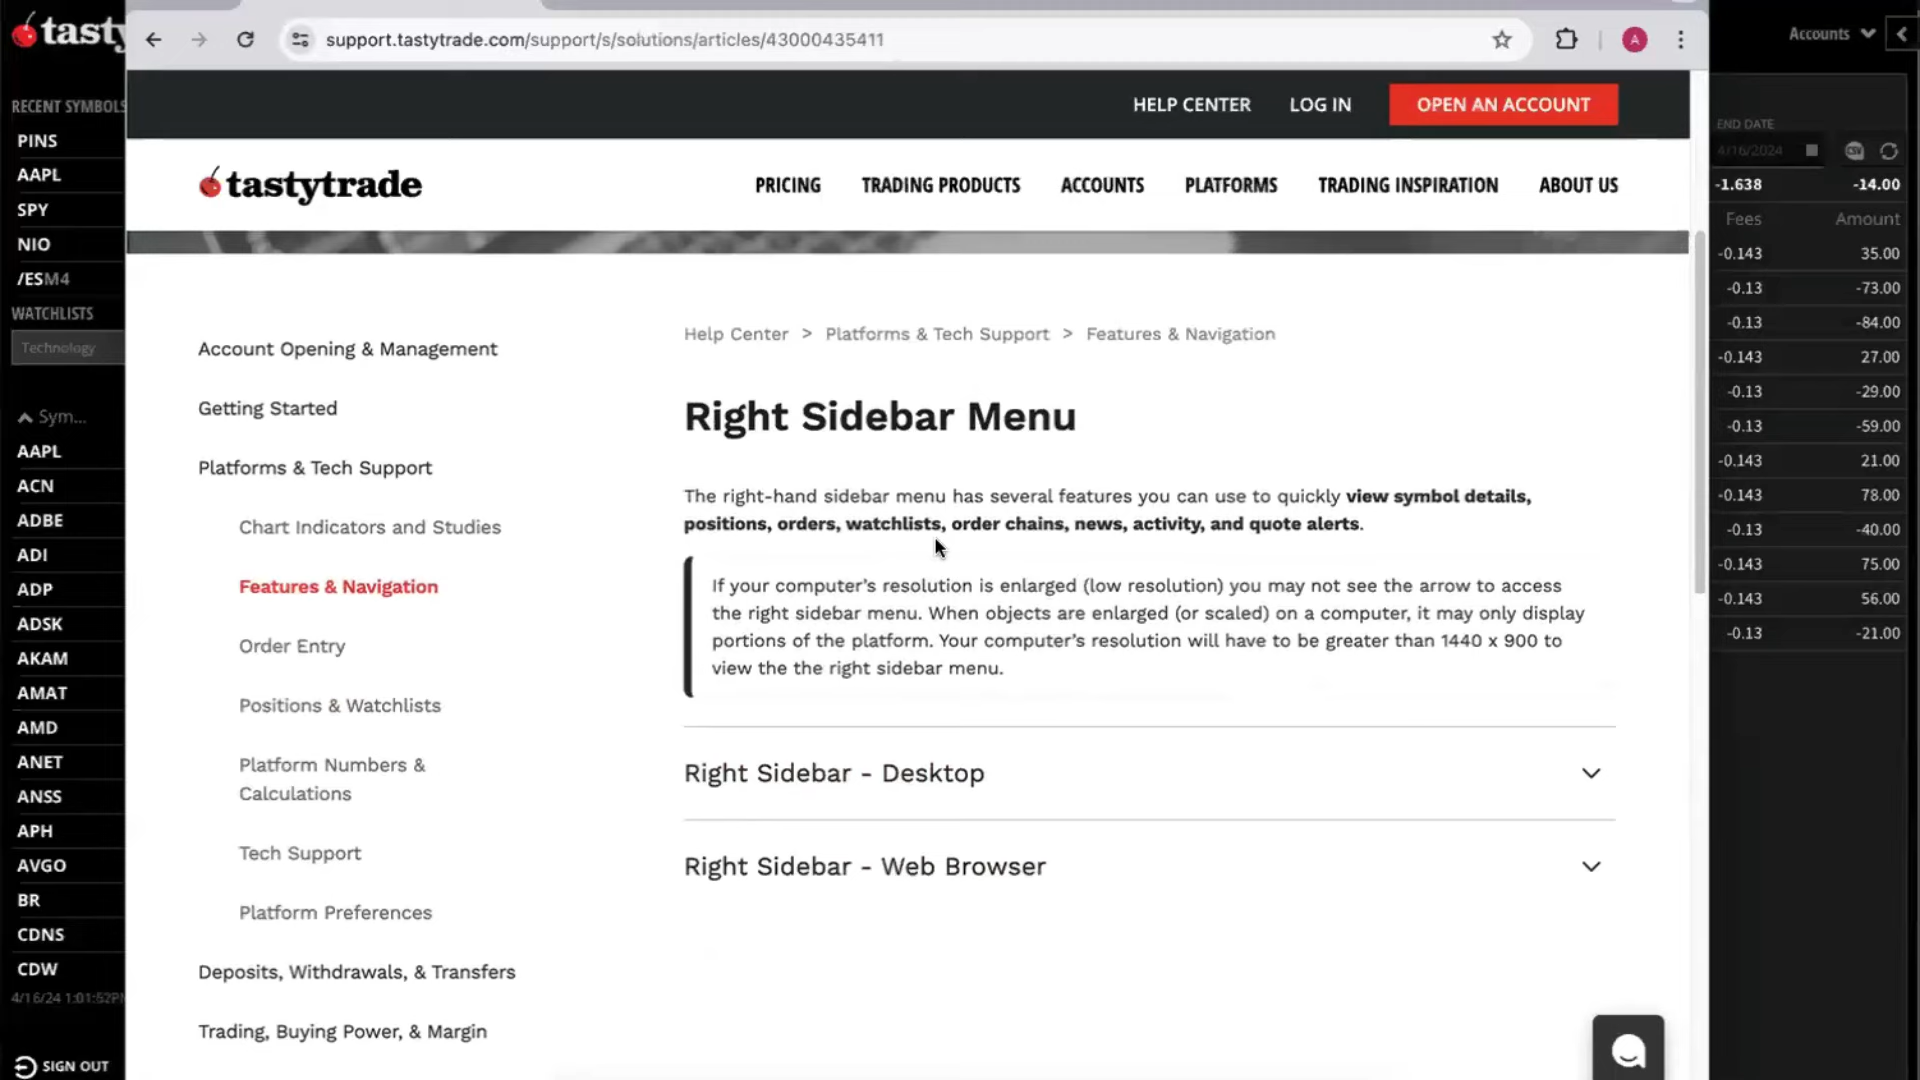 tasty
support.tastytrade.com/support/s/solutions/articles/43000435411
A
Accounts
HELP CENTER
LOG IN
OPEN AN ACCOUNT
tastytrade
PRICING
TRADING PRODUCTS
ACCOUNTS
PLATFORMS
TRADING INSPIRATION
ABOUT US
RECENT SYMBOLS
PINS
AAPL
SPY
NIO
/ESM4
WATCHLISTS
Technology
Sym...
AAPL
ACN
ADBE
ADI
ADP
ADSK
AKAM
AMAT
AMD
ANET
ANSS
APH
AVGO
BR
CDNS
CDW
4/16/24 1:01:52P
SIGN OUT
Account Opening & Management
Getting Started
Platforms & Tech Support
Chart Indicators and Studies
Features & Navigation
Order Entry
Positions & Watchlists
Platform Numbers &
Calculations
Tech Support
Platform Preferences
Deposits, Withdrawals, & Transfers
Trading, Buying Power, & Margin
Help Center > Platforms & Tech Support > Features & Navigation
Right Sidebar Menu
The right-hand sidebar menu has several features you can use to quickly view symbol details,
positions, orders, watchlists, order chains, news, activity, and quote alerts.
If your computer's resolution is enlarged (low resolution) you may not see the arrow to access
the right sidebar menu. When objects are enlarged (or scaled) on a computer, it may only display
portions of the platform. Your computer's resolution will have to be greater than 1440 x 900 to
view the the right sidebar menu.
Right Sidebar - Desktop
Right Sidebar - Web Browser
END DATE
4/16/2024
CSV
-1.638 -14.00
Fees Amount
-0.143 35.00
-0.13 -73.00
-0.13 -84.00
-0.143 27.00
-0.13 -29.00
-0.13 -59.00
-0.143 21.00
-0.143 78.00
-0.13 -40.00
-0.143 75.00
-0.143 56.00
-0.13 -21.00